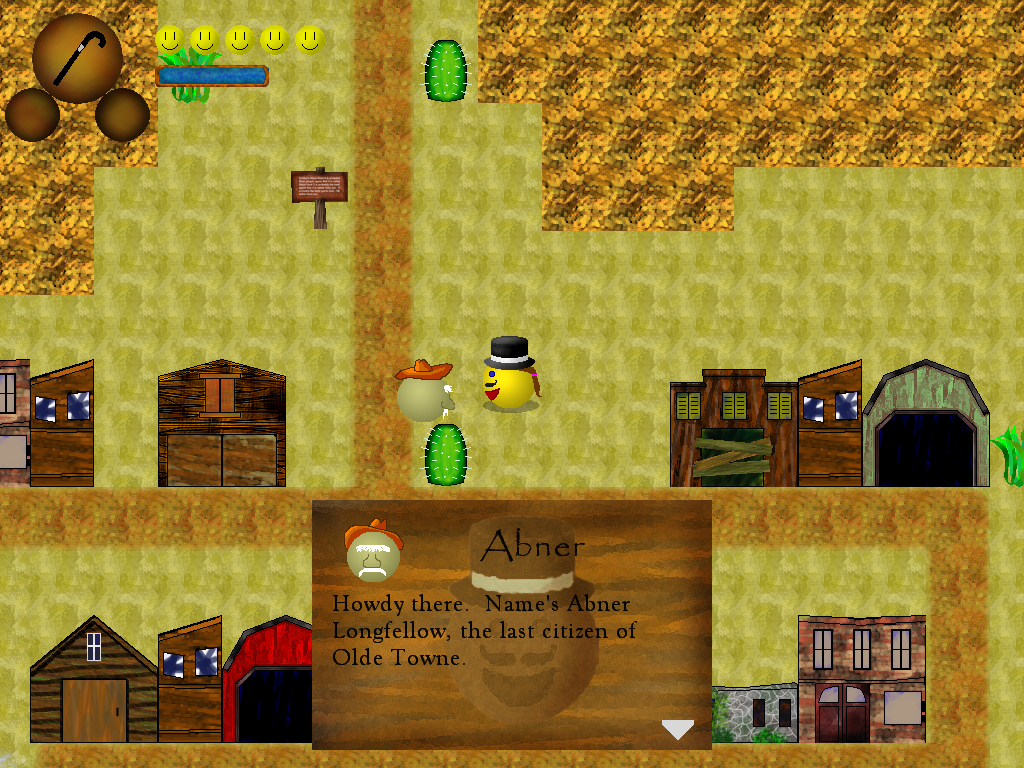 Abner
Howdy there.  Name's Abner
Longfellow, the last citizen of
Olde Towne.